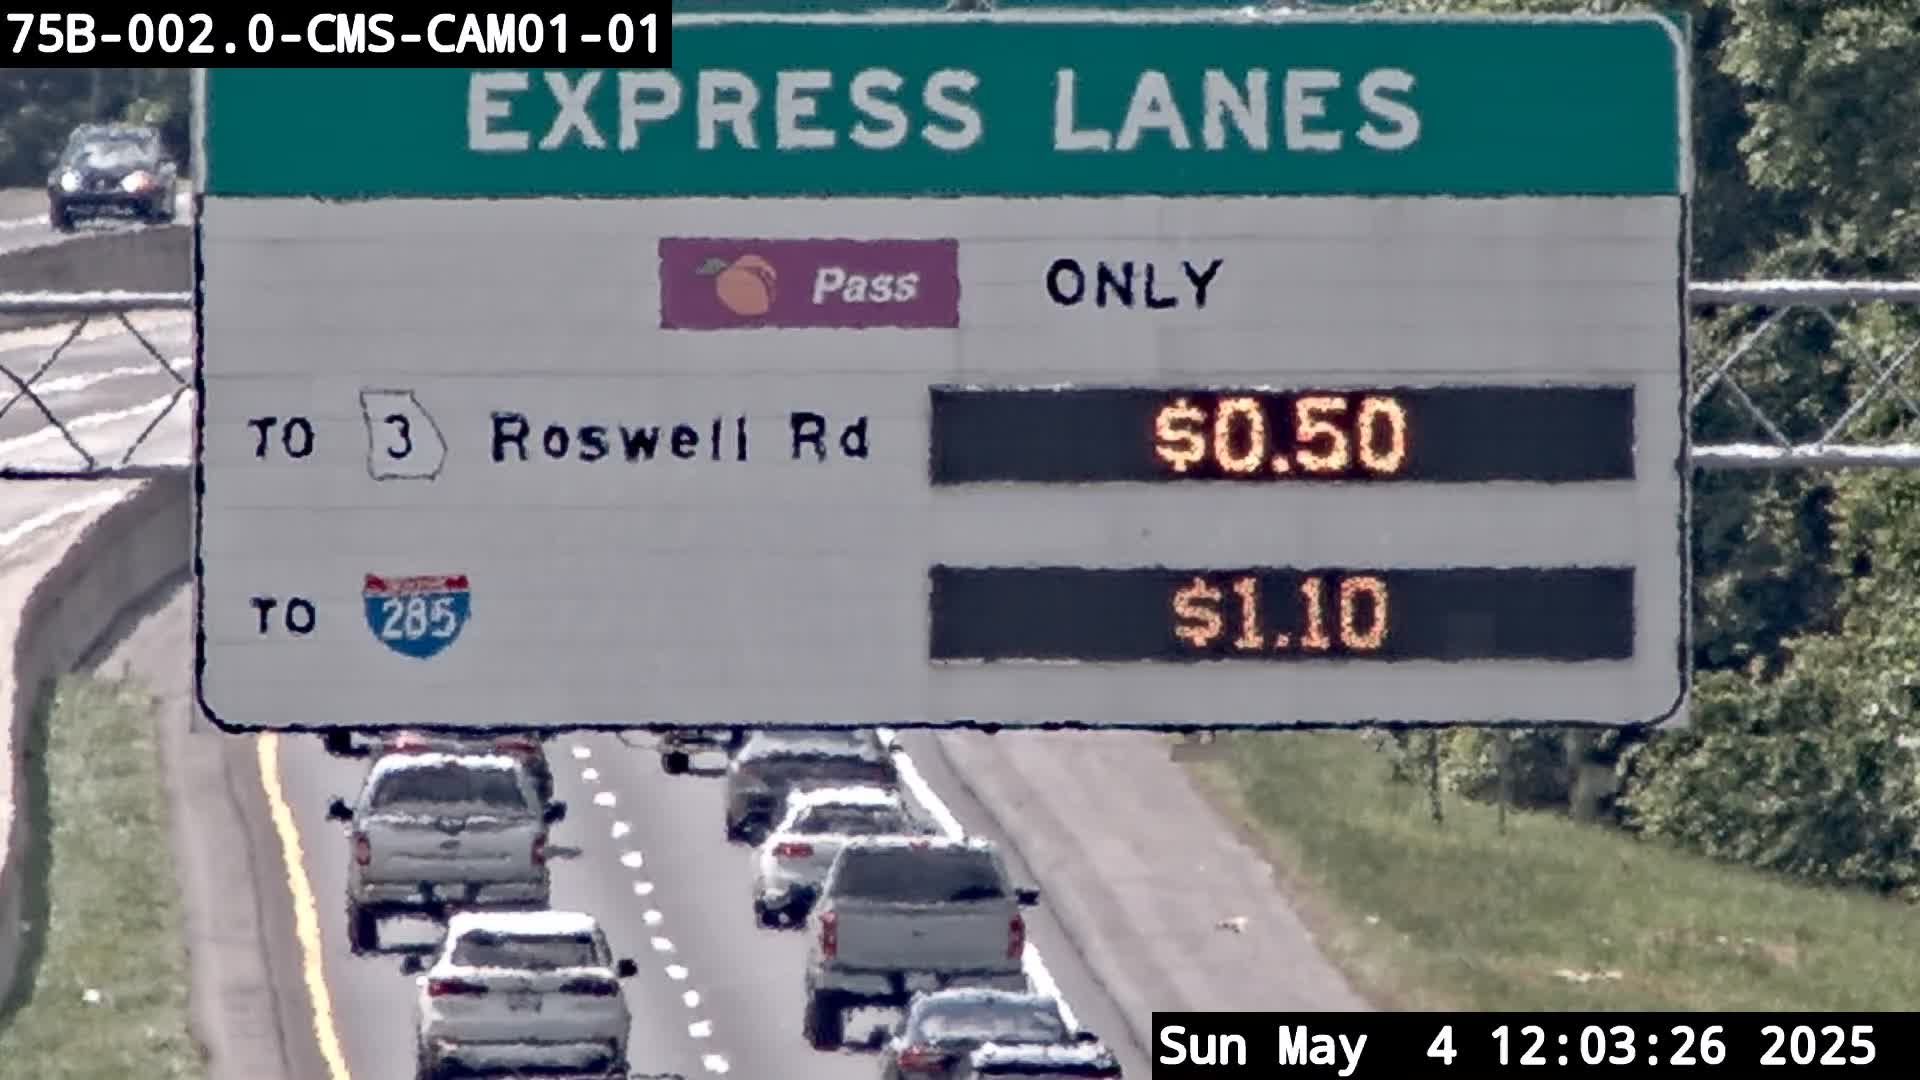 75B-002.0-CMS-CAM01-01
EXPRESS LANES
Pass ONLY
TO 3 Roswell Rd $0.50
TO 285 $1.10
Sun May 4 12:03:26 2025